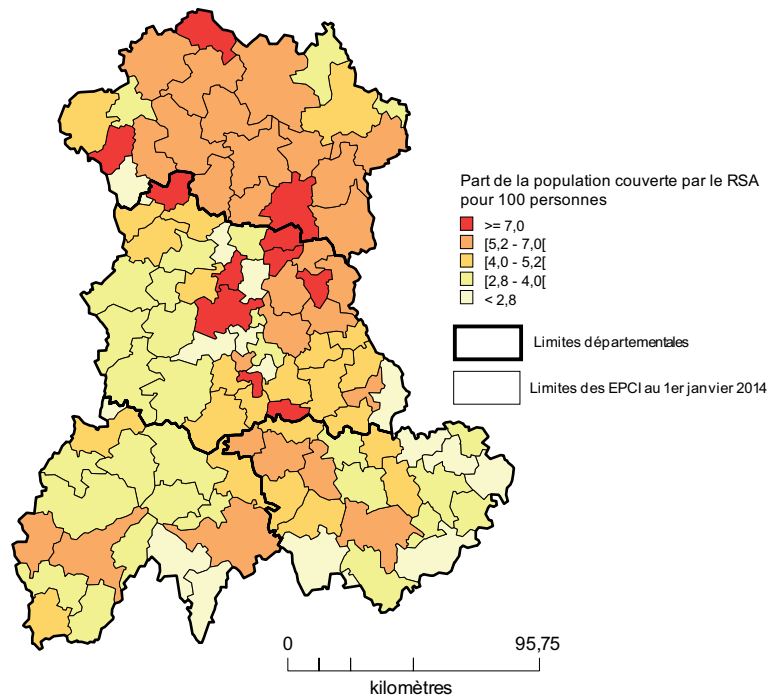 Part de la population couverte par le RSA
pour 100 personnes
>= 7,0
[5,2 - 7,0[
[4,0 - 5,2[
[2,8 - 4,0[
< 2,8
Limites départementales
Limites des EPCI au 1er janvier 2014
0 95,75
kilomètres